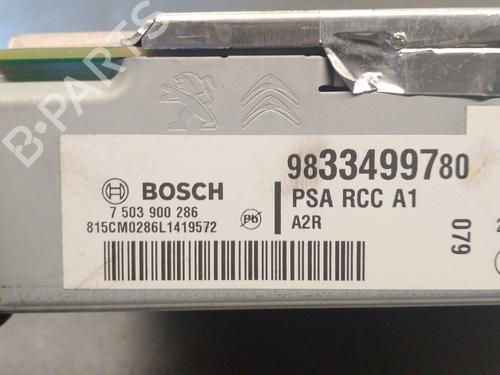 B-PARTS
BOSCH
7 503 900 286
815CM0286L1419572
Pb
9833499780
PSA RCC A1
A2R
079